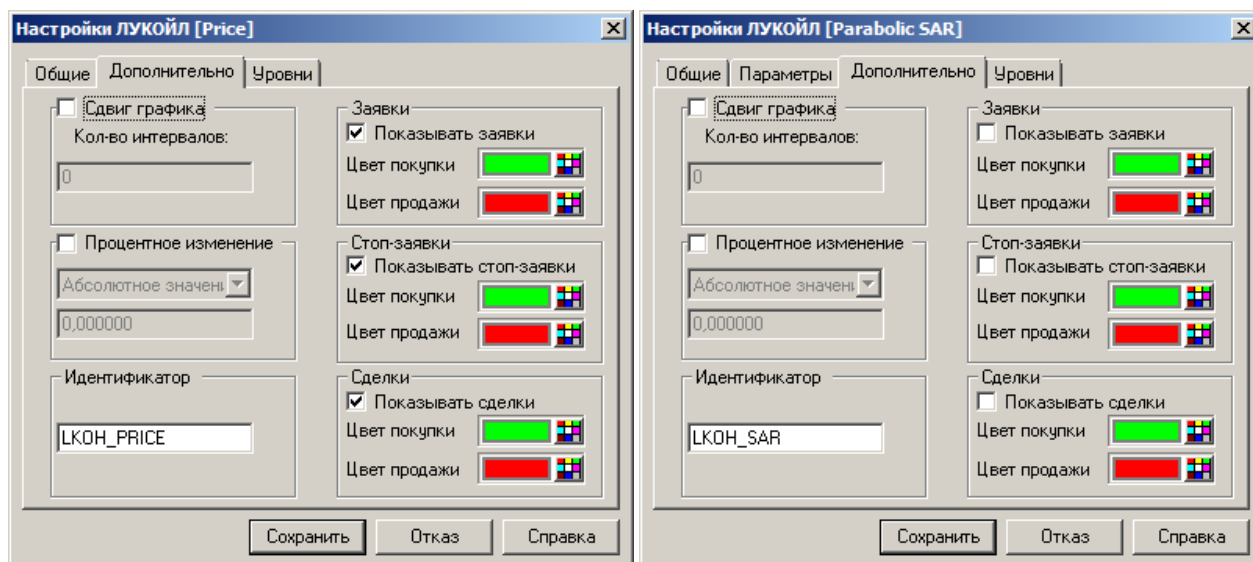 Настройки ЛУКОЙЛ [Price]
Общие Дополнительно Уровни
Сдвиг графика
Кол-во интервалов:
0
Процентное изменение
Абсолютное значени
0,000000
Идентификатор
LKOH_PRICE
Заявки
Показывать заявки
Цвет покупки
Цвет продажи
Стоп-заявки
Показывать стоп-заявки
Цвет покупки
Цвет продажи
Сделки
Показывать сделки
Цвет покупки
Цвет продажи
Сохранить Отказ Справка
Настройки ЛУКОЙЛ [Parabolic SAR]
Общие Параметры Дополнительно Уровни
Сдвиг графика
Кол-во интервалов:
0
Процентное изменение
Абсолютное значени
0,000000
Идентификатор
LKOH_SAR
Заявки
Показывать заявки
Цвет покупки
Цвет продажи
Стоп-заявки
Показывать стоп-заявки
Цвет покупки
Цвет продажи
Сделки
Показывать сделки
Цвет покупки
Цвет продажи
Сохранить Отказ Справка